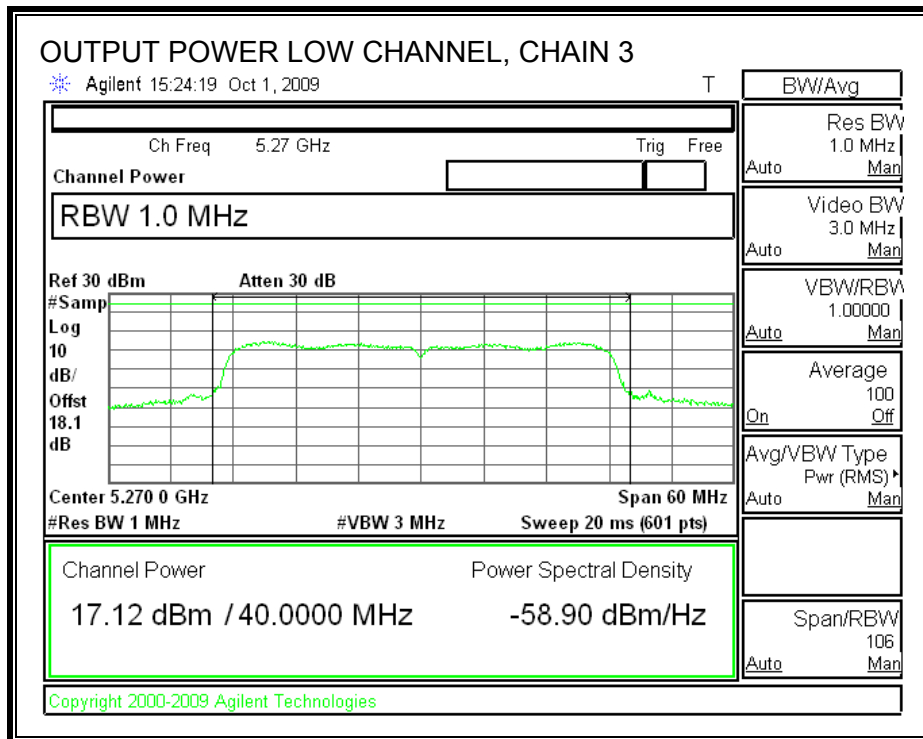 OUTPUT POWER LOW CHANNEL, CHAIN 3
Agilent 15:24:19 Oct 1, 2009 T
Ch Freq 5.27 GHz Trig Free
Channel Power
RBW 1.0 MHz
Ref 30 dBm Atten 30 dB
#Samp
Log
10
dB/
Offst
18.1
dB
Center 5.270 0 GHz Span 60 MHz
#Res BW 1 MHz #VBW 3 MHz Sweep 20 ms (601 pts)
Channel Power Power Spectral Density
17.12 dBm / 40.0000 MHz -58.90 dBm/Hz
Copyright 2000-2009 Agilent Technologies
BW/Avg
Res BW
1.0 MHz
Auto Man
Video BW
3.0 MHz
Auto Man
VBW/RBW
1.00000
Auto Man
Average
100
On Off
Avg/VBW Type
Pwr (RMS)
Auto Man
Span/RBW
106
Auto Man